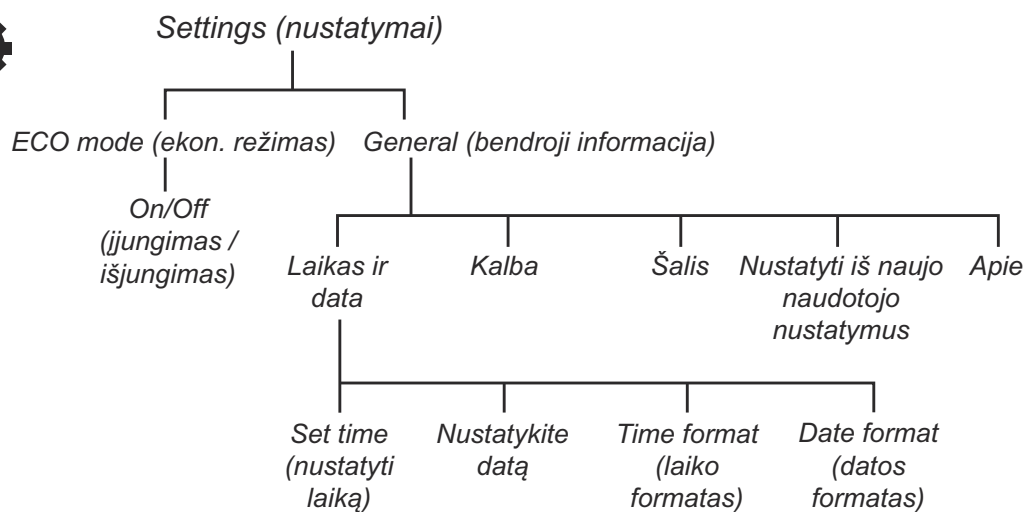 Settings (nustatymai)
ECO mode (ekon. režimas)
General (bendroji informacija)
On/Off
(įjungimas /
išjungimas)
Laikas ir
data
Kalba
Šalis
Nustatyti iš naujo
naudotojo
nustatymus
Apie
Set time
(nustatyti
laiką)
Nustatykite
datą
Time format
(laiko
formatas)
Date format
(datos
formatas)